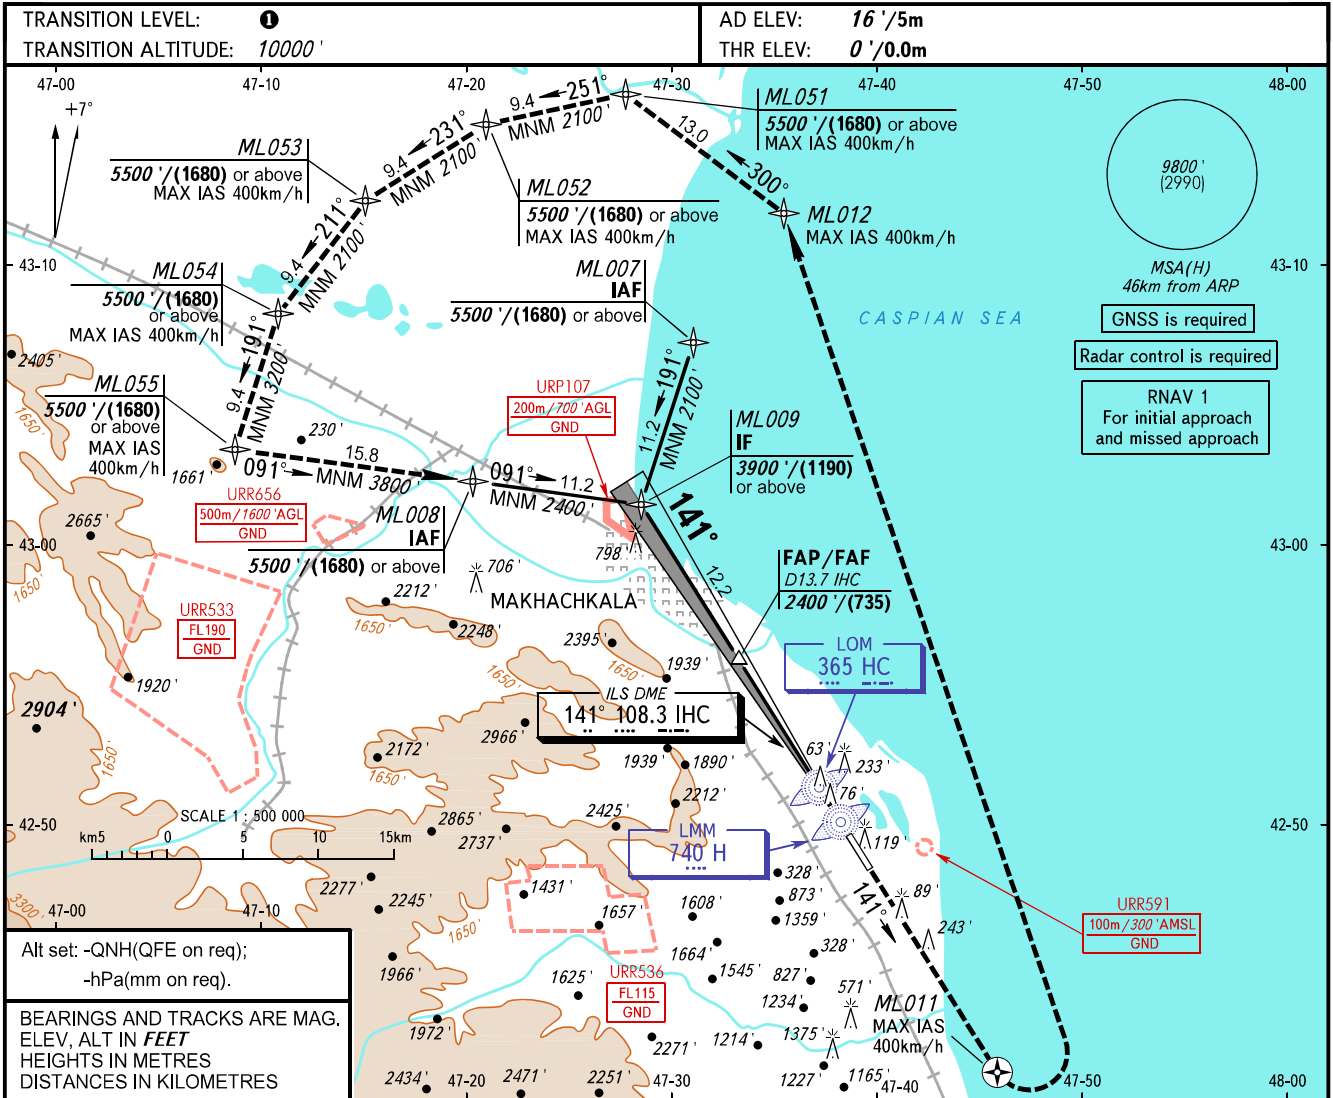 TRANSITION LEVEL: ❶
TRANSITION ALTITUDE: 10000 '
AD ELEV: 16 '/5m
THR ELEV: 0 '/0.0m
47-00
47-10
47-20
47-30
47-40
47-50
48-00
+7°
ML053
5500 '/(1680) or above
MAX IAS 400km/h
9.4
231°
MNM 2100 '
9.4
251°
MNM 2100 '
ML051
5500 '/(1680) or above
MAX IAS 400km/h
13.0
300°
ML052
5500 '/(1680) or above
MAX IAS 400km/h
ML012
MAX IAS 400km/h
9800 '
(2990)
MSA(H)
46km from ARP
GNSS is required
Radar control is required
RNAV 1
For initial approach
and missed approach
43-10
43-10
9.4
211°
MNM 2100 '
ML054
5500 '/(1680)
or above
MAX IAS 400km/h
ML007
IAF
5500 '/(1680) or above
CASPIAN SEA
9.4
191°
MNM 3200 '
2405 '
1650 '
ML055
5500 '/(1680)
or above
MAX IAS
400km/h
230 '
URP107
200m/700 'AGL
GND
11.2
191°
MNM 2100 '
ML009
IF
3900 '/(1190)
or above
1661 '
091°
15.8
MNM 3800 '
091°
11.2
MNM 2400 '
URR656
500m/1600 'AGL
GND
ML008
IAF
5500 '/(1680) or above
141°
12.2
2665 '
43-00
43-00
798 '
706 '
1650 '
FAP/FAF
D13.7 IHC
2400 '/(735)
MAKHACHKALA
2212 '
1650 '
2248 '
2395 '
1650 '
1939 '
URR533
FL190
GND
LOM
365 HC
1920 '
1650 '
ILS DME
141° 108.3 IHC
2904 '
1650 '
2966 '
2172 '
1650 '
1939 '
1890 '
63 '
233 '
2212 '
76 '
SCALE 1 : 500 000
km5 0 5 10 15km
42-50
42-50
2865 '
2737 '
2425 '
LMM
740 H
119 '
2277 '
1431 '
328 '
873 '
2245 '
1650 '
1657 '
1608 '
1359 '
141°
89 '
3300 '
47-00
47-10
URR591
100m/300 'AMSL
GND
243 '
Alt set: -QNH(QFE on req);
-hPa(mm on req).
1966 '
1664 '
328 '
1625 '
URR536
FL115
GND
1545 '
827 '
571 '
ML011
MAX IAS
400km/h
1234 '
BEARINGS AND TRACKS ARE MAG.
ELEV, ALT IN FEET
HEIGHTS IN METRES
DISTANCES IN KILOMETRES
1972 '
2271 '
1214 '
1375 '
1227 '
1165 '
2434 '
47-20
2471 '
2251 '
47-30
47-40
47-50
48-00